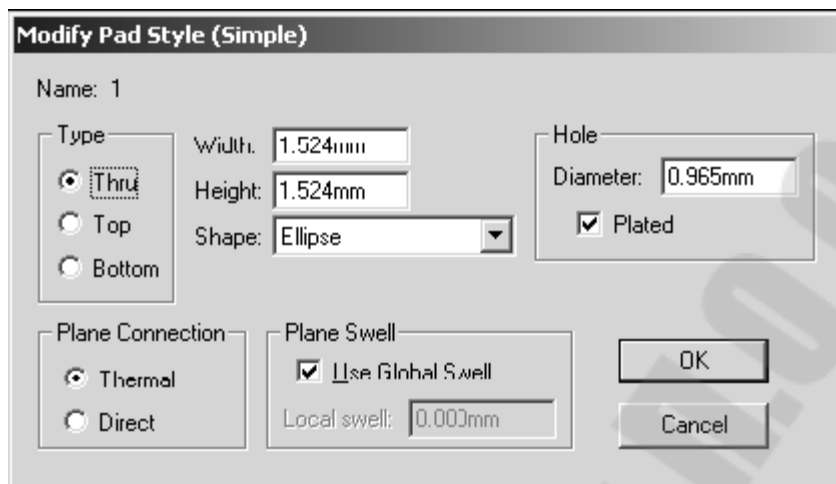 Modify Pad Style (Simple)
Name: 1
Type
Thru
Top
Bottom
Width: 1.524mm
Height: 1.524mm
Shape: Ellipse
Hole
Diameter: 0.965mm
Plated
Plane Connection
Thermal
Direct
Plane Swell
Use Global Swell
Local swell: 0.000mm
OK
Cancel